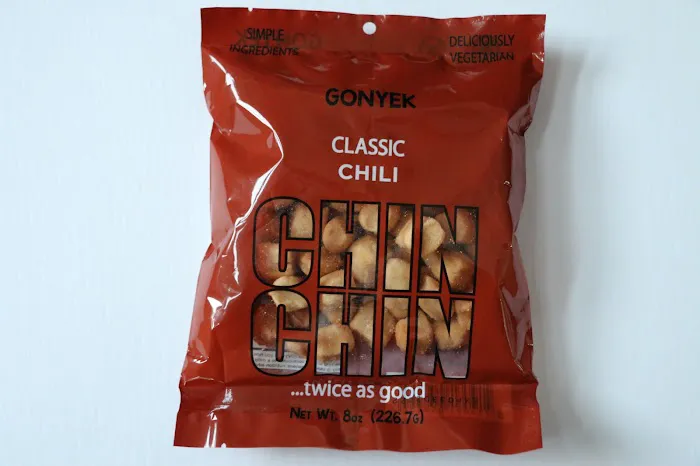 SIMPLE
INGREDIENTS
DELICIOUSLY
VEGETARIAN
GONYEK
CLASSIC
CHILI
CHIN
CHIN
...twice as good
NET WT. 8oz (226.7G)